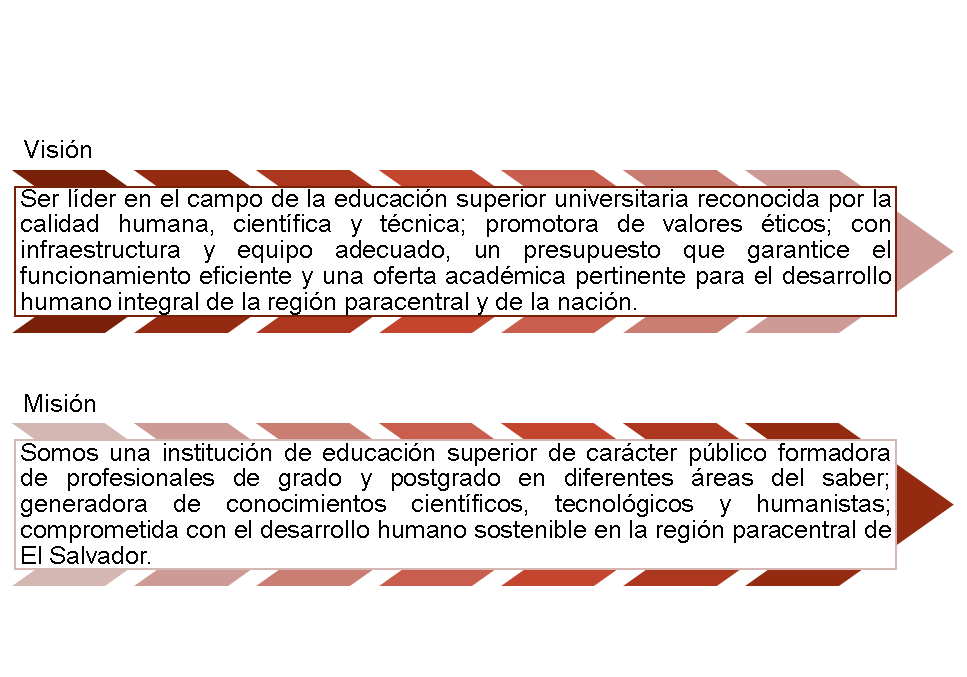 Visión
Ser líder en el campo de la educación superior universitaria reconocida por la
calidad humana, científica y técnica; promotora de valores éticos; con
infraestructura y equipo adecuado, un presupuesto que garantice el
funcionamiento eficiente y una oferta académica pertinente para el desarrollo
humano integral de la región paracentral y de la nación.
Misión
Somos una institución de educación superior de carácter público formadora
de profesionales de grado y postgrado en diferentes áreas del saber;
generadora de conocimientos científicos, tecnológicos y humanistas;
comprometida con el desarrollo humano sostenible en la región paracentral de
El Salvador.